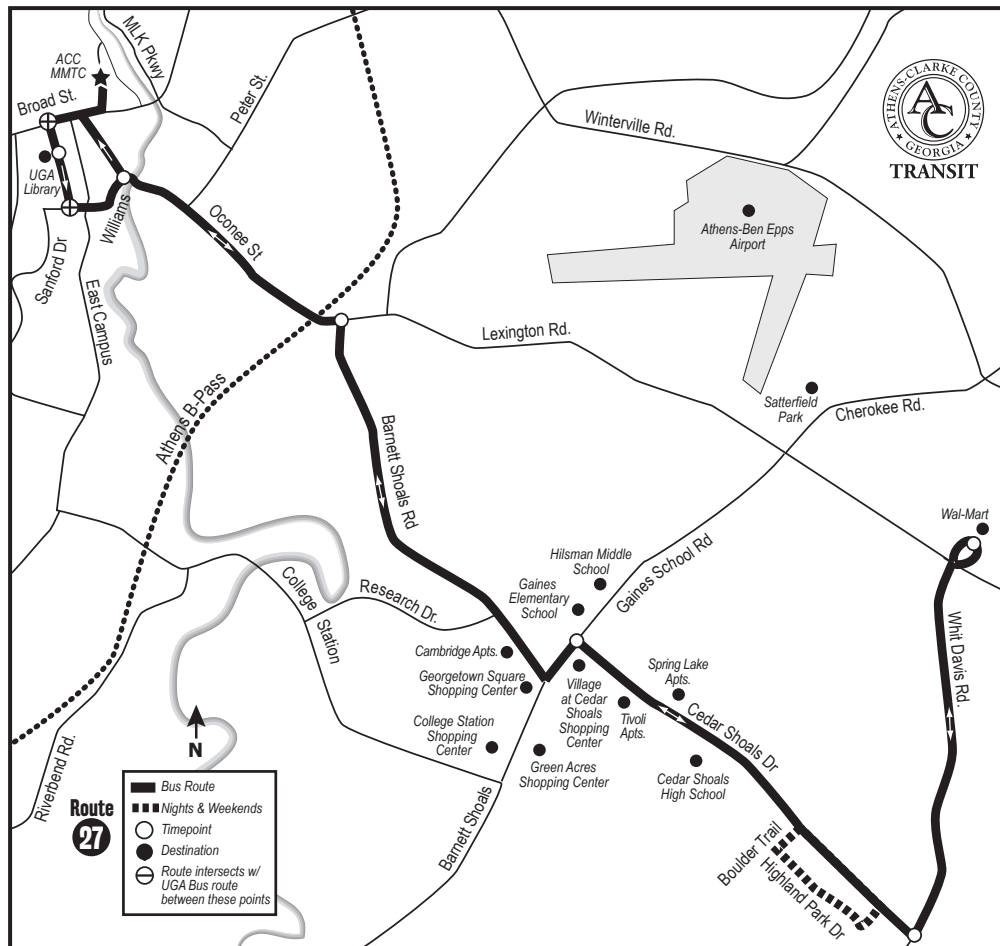 ACC
MMTC
MLK Pkwy
Broad St.
Peter St.
Winterville Rd.
ATHENS-CLARKE COUNTY
AC
GEORGIA
TRANSIT
UGA
Library
Williams
Oconee St
Athens-Ben Epps
Airport
Sanford Dr
East Campus
Lexington Rd.
Satterfield
Park
Cherokee Rd.
Athens B-Pass
Barnett Shoals Rd
Wal-Mart
Hilsman Middle
School
Gaines School Rd
Gaines
Elementary
School
College
Station
Research Dr.
Whit Davis Rd.
Cambridge Apts.
Georgetown Square
Shopping Center
Village
at Cedar
Shoals
Shopping
Center
Spring Lake
Apts.
Tivoli
Apts.
Cedar Shoals Dr
College Station
Shopping
Center
Green Acres
Shopping Center
Cedar Shoals
High School
N
Riverbend Rd.
Barnett Shoals
Boulder Trail
Highland Park Dr
Route
27
Bus Route
Nights & Weekends
Timepoint
Destination
Route intersects w/
UGA Bus route
between these points